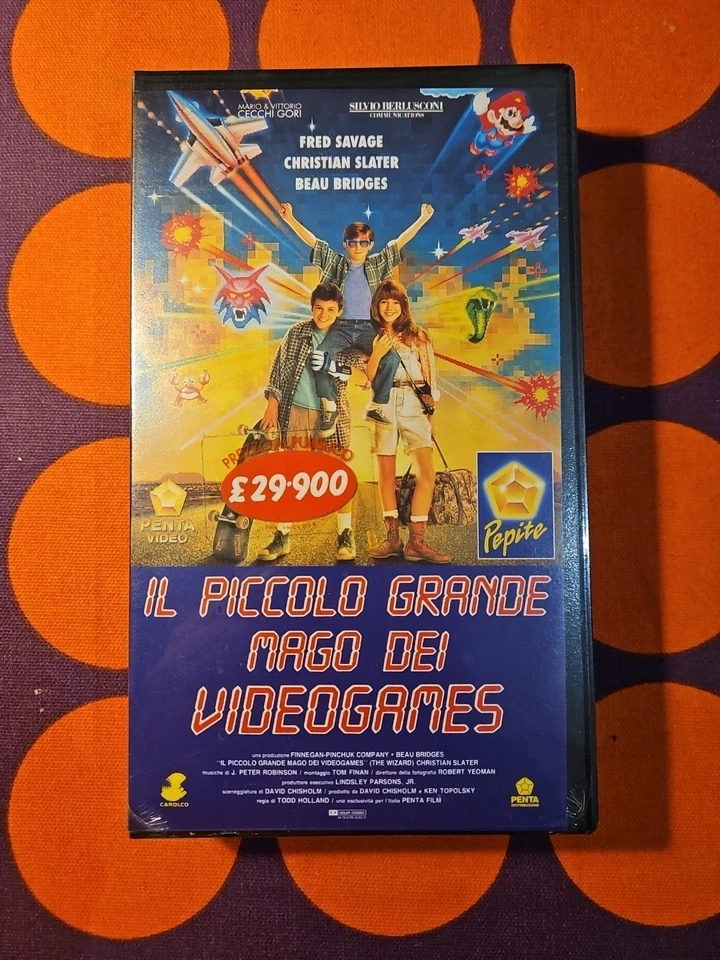 MARIO & VITTORIO
CECCHI GORI
SILVIO BERLUSCONI
COMMUNICATIONS
FRED SAVAGE
CHRISTIAN SLATER
BEAU BRIDGES
£ 29.900
PENTA
VIDEO
Pepite
IL PICCOLO GRANDE
MAGO DEI
VIDEOGAMES
una produzione FINNEGAN-PINCHUK COMPANY • BEAU BRIDGES
"IL PICCOLO GRANDE MAGO DEI VIDEOGAMES" (THE WIZARD) CHRISTIAN SLATER
musiche di J. PETER ROBINSON / montaggio TOM FINAN / direttore della fotografia ROBERT YEOMAN
produttore esecutivo LINDSLEY PARSONS, JR.
sceneggiatura di DAVID CHISHOLM / prodotto da DAVID CHISHOLM e KEN TOPOLSKY
regia di TODD HOLLAND / una esclusività per l'Italia PENTA FILM
CAROLCO
PENTA
DISTRIBUZIONE
DOLBY STEREO